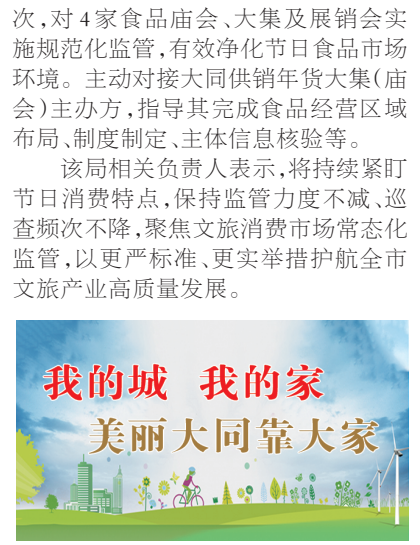 次，对4家食品庙会、大集及展销会实
施规范化监管，有效净化节日食品市场
环境。主动对接大同供销年货大集（庙
会）主办方，指导其完成食品经营区域
布局、制度制定、主体信息核验等。
该局相关负责人表示，将持续紧盯
节日消费特点，保持监管力度不减、巡
查频次不降，聚焦文旅消费市场常态化
监管，以更严标准、更实举措护航全市
文旅产业高质量发展。
我的城 我的家
美丽大同靠大家